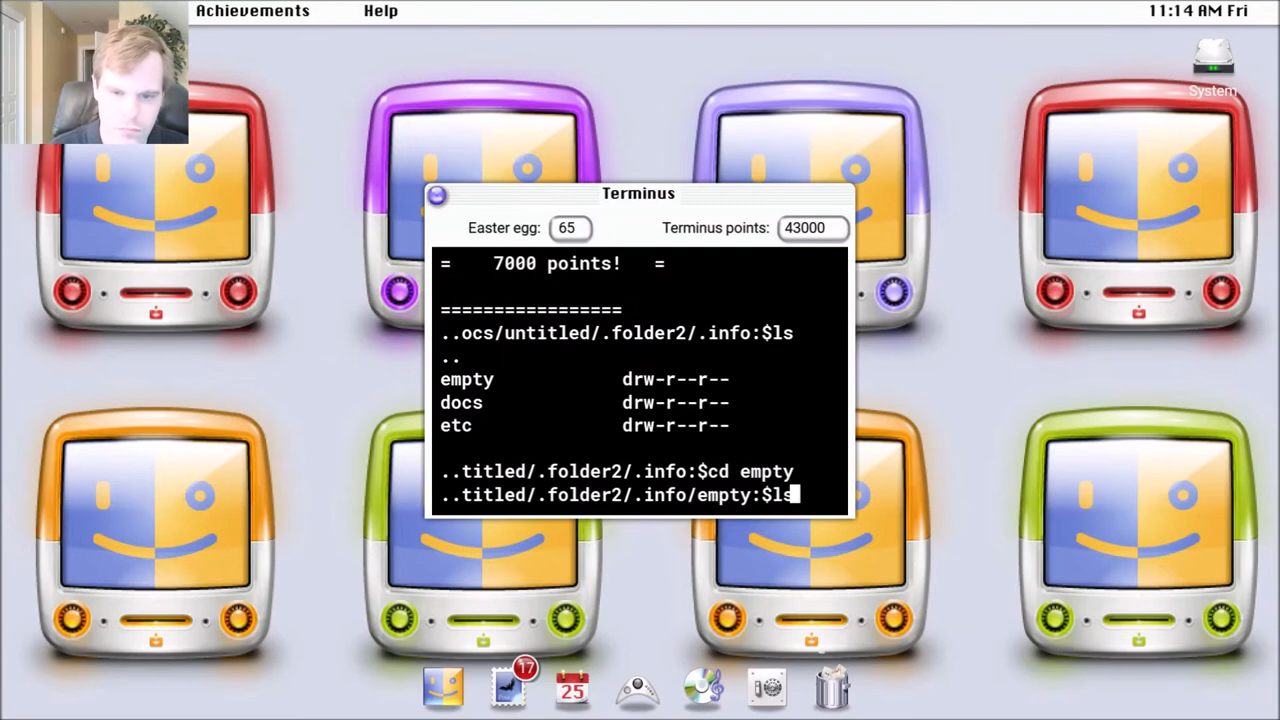 Achievements Help 11:14 AM Fri
System
Terminus
Easter egg: 65 Terminus points: 43000
= 7000 points! =
================
..ocs/untitled/.folder2/.info:$ls
..
empty drw-r--r--
docs drw-r--r--
etc drw-r--r--
..titled/.folder2/.info:$cd empty
..titled/.folder2/.info/empty:$ls
17
25